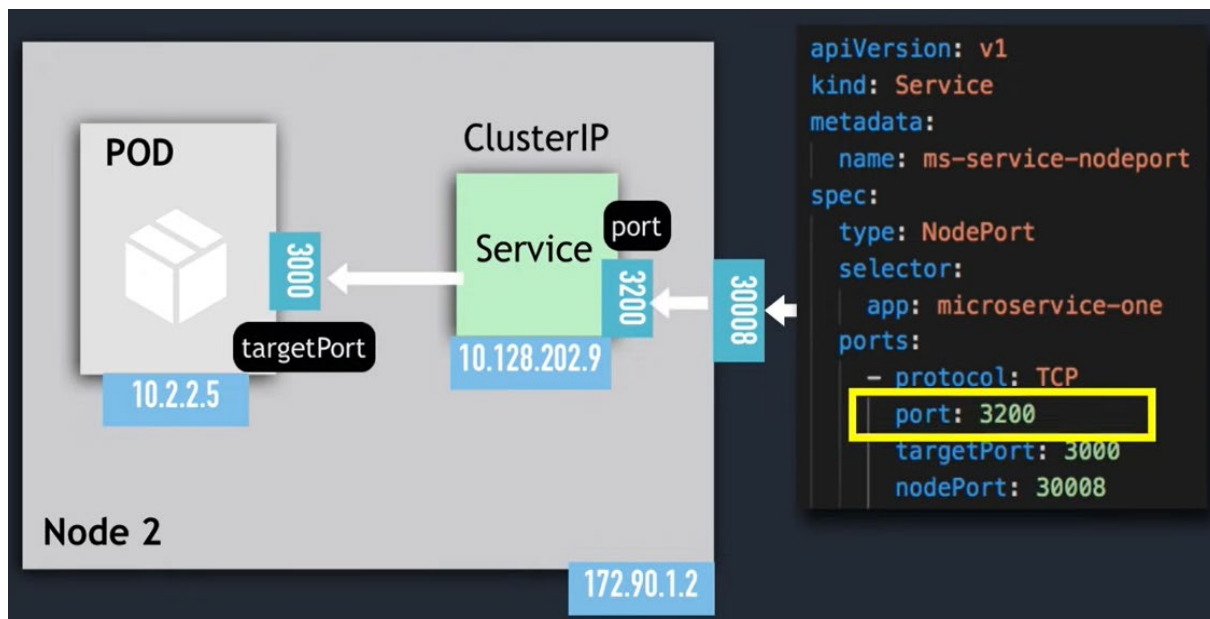 POD
3000
targetPort
10.2.2.5
ClusterIP
Service
port
3200
10.128.202.9
30008
Node 2
172.90.1.2
apiVersion: v1
kind: Service
metadata:
  name: ms-service-nodeport
spec:
  type: NodePort
  selector:
    app: microservice-one
  ports:
    - protocol: TCP
      port: 3200
      targetPort: 3000
      nodePort: 30008